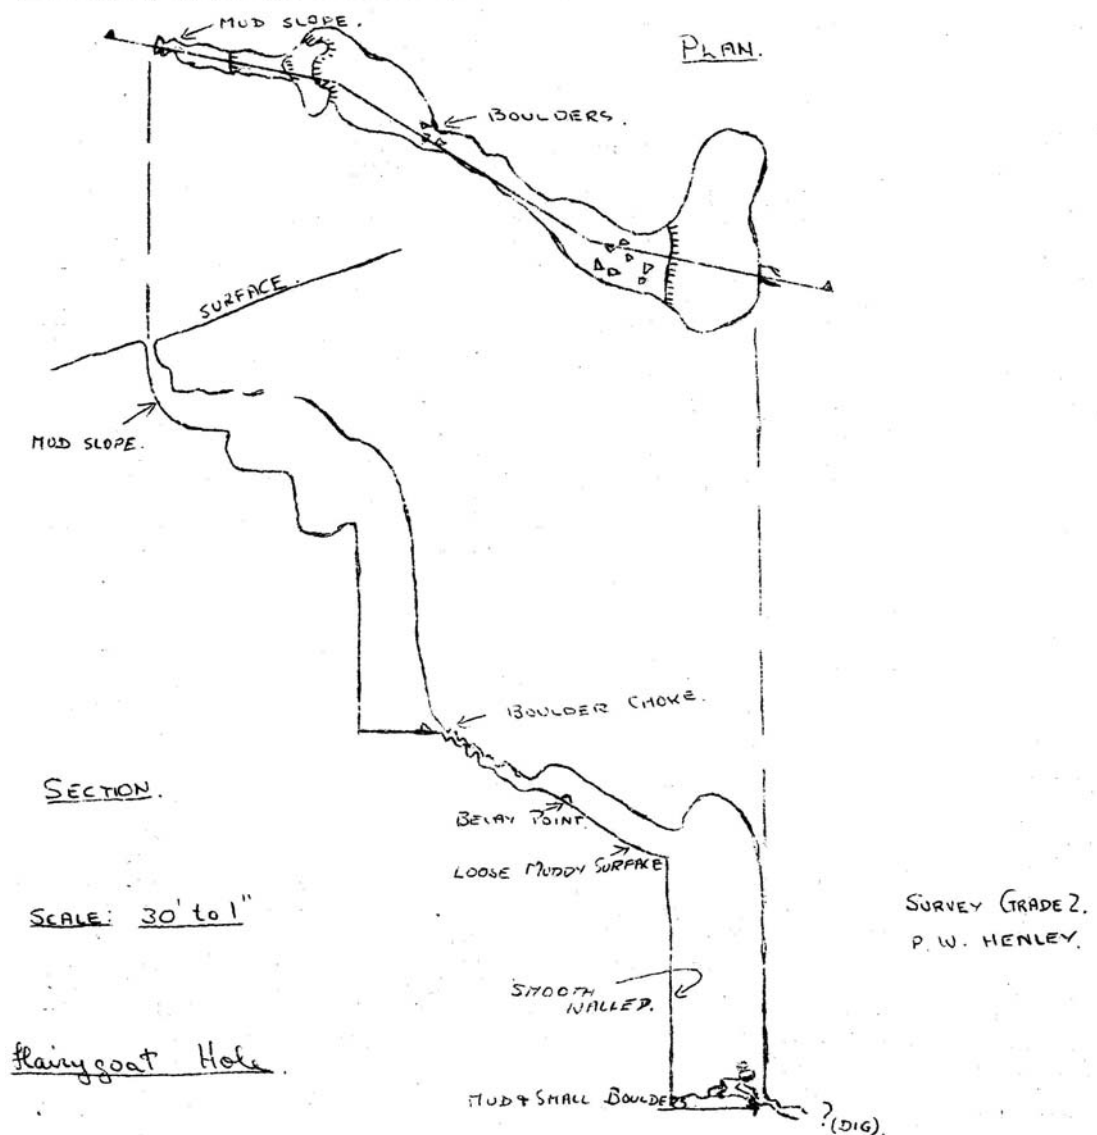 MUD SLOPE.
PLAN.
BOULDERS.
SURFACE.
MUD SLOPE.
BOULDER CHOKE.
SECTION.
BELAY POINT.
LOOSE MUDDY SURFACE
SCALE: 30' to 1"
SURVEY GRADE 2.
P. W. HENLEY.
SMOOTH
WALLED.
Hairygoat Hole.
MUD & SMALL BOULDERS
? (DIG).